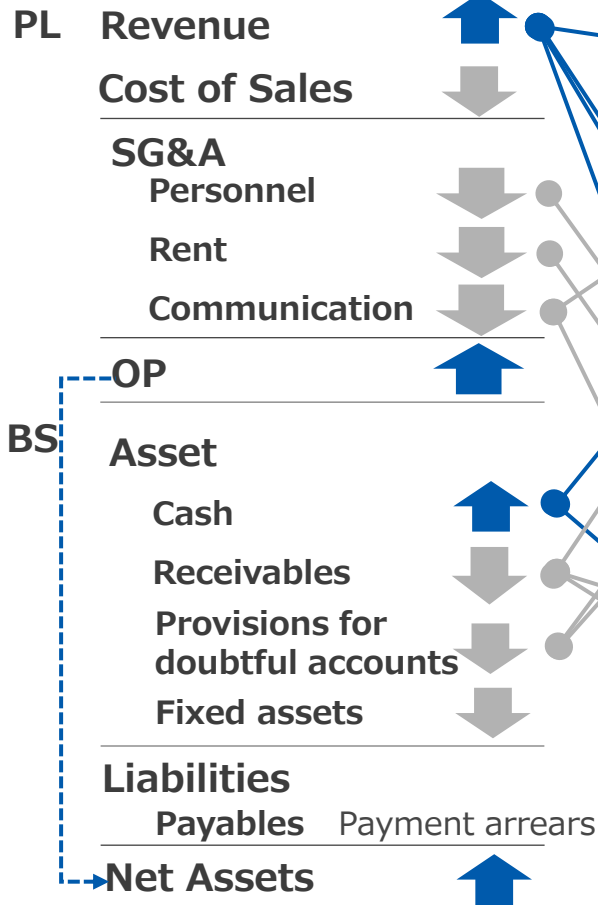 PL Revenue
Cost of Sales
SG&A
Personnel
Rent
Communication
OP
BS
Asset
Cash
Receivables
Provisions for
doubtful accounts
Fixed assets
Liabilities
Payables Payment arrears
Net Assets